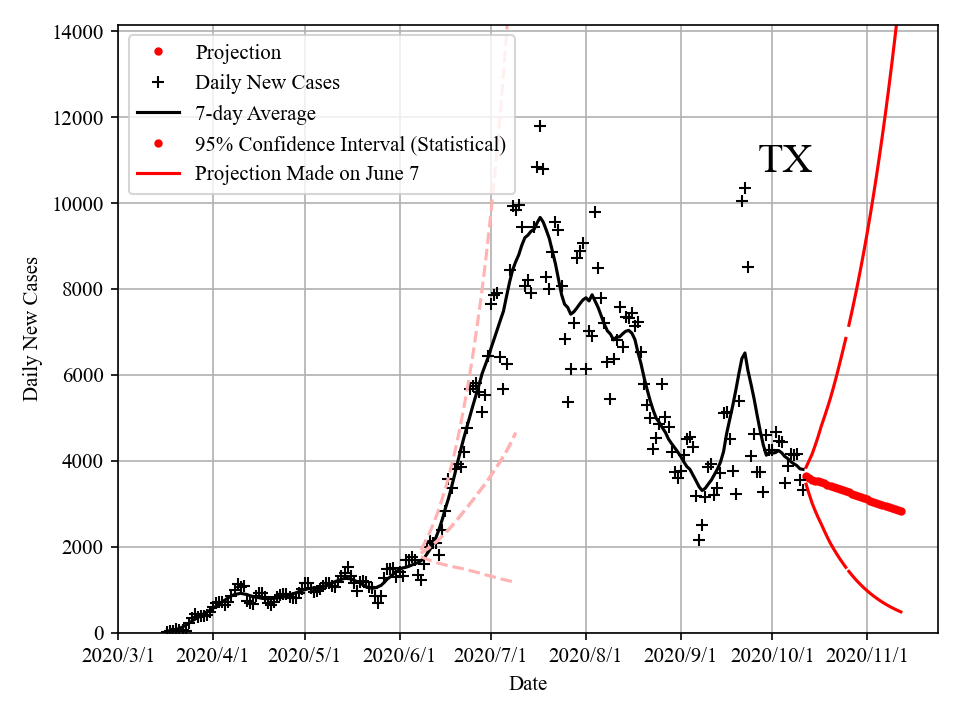 14000
12000
10000
8000
6000
4000
2000
0
Daily New Cases
Projection
Daily New Cases
7-day Average
95% Confidence Interval (Statistical)
Projection Made on June 7
TX
2020/3/1 2020/4/1 2020/5/1 2020/6/1 2020/7/1 2020/8/1 2020/9/1 2020/10/1 2020/11/1
Date